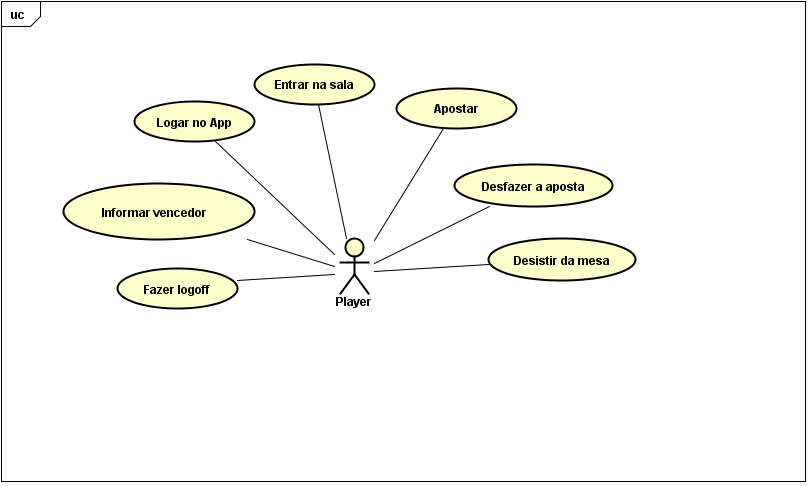 uc
Entrar na sala
Apostar
Logar no App
Desfazer a aposta
Informar vencedor
Desistir da mesa
Fazer logoff
Player